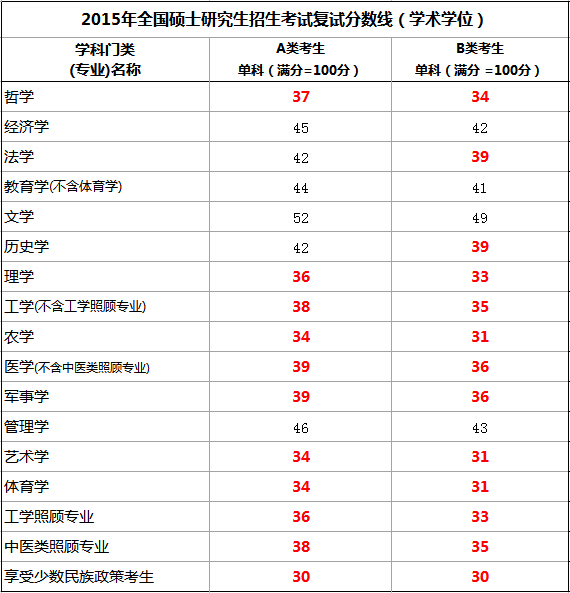 2015年全国硕士研究生招生考试复试分数线（学术学位）
学科门类
(专业)名称
A类考生
单科（满分=100分）
B类考生
单科（满分 =100分）
哲学 37 34
经济学 45 42
法学 42 39
教育学(不含体育学) 44 41
文学 52 49
历史学 42 39
理学 36 33
工学(不含工学照顾专业) 38 35
农学 34 31
医学(不含中医类照顾专业) 39 36
军事学 39 36
管理学 46 43
艺术学 34 31
体育学 34 31
工学照顾专业 36 33
中医类照顾专业 38 35
享受少数民族政策考生 30 30